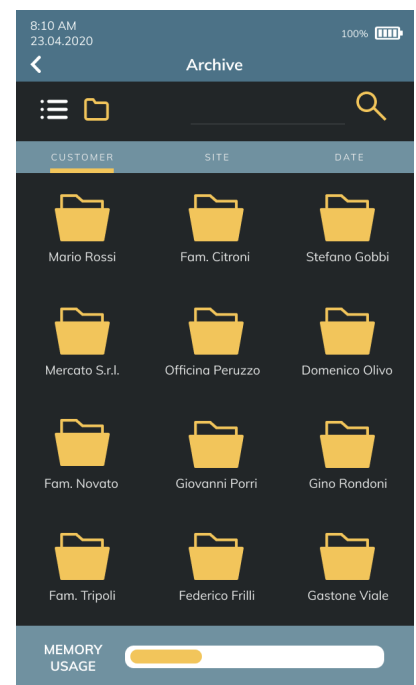 8:10 AM
23.04.2020
100%
Archive
CUSTOMER SITE DATE
Mario Rossi Fam. Citroni Stefano Gobbi
Mercato S.r.l. Officina Peruzzo Domenico Olivo
Fam. Novato Giovanni Porri Gino Rondoni
Fam. Tripoli Federico Frilli Gastone Viale
MEMORY
USAGE